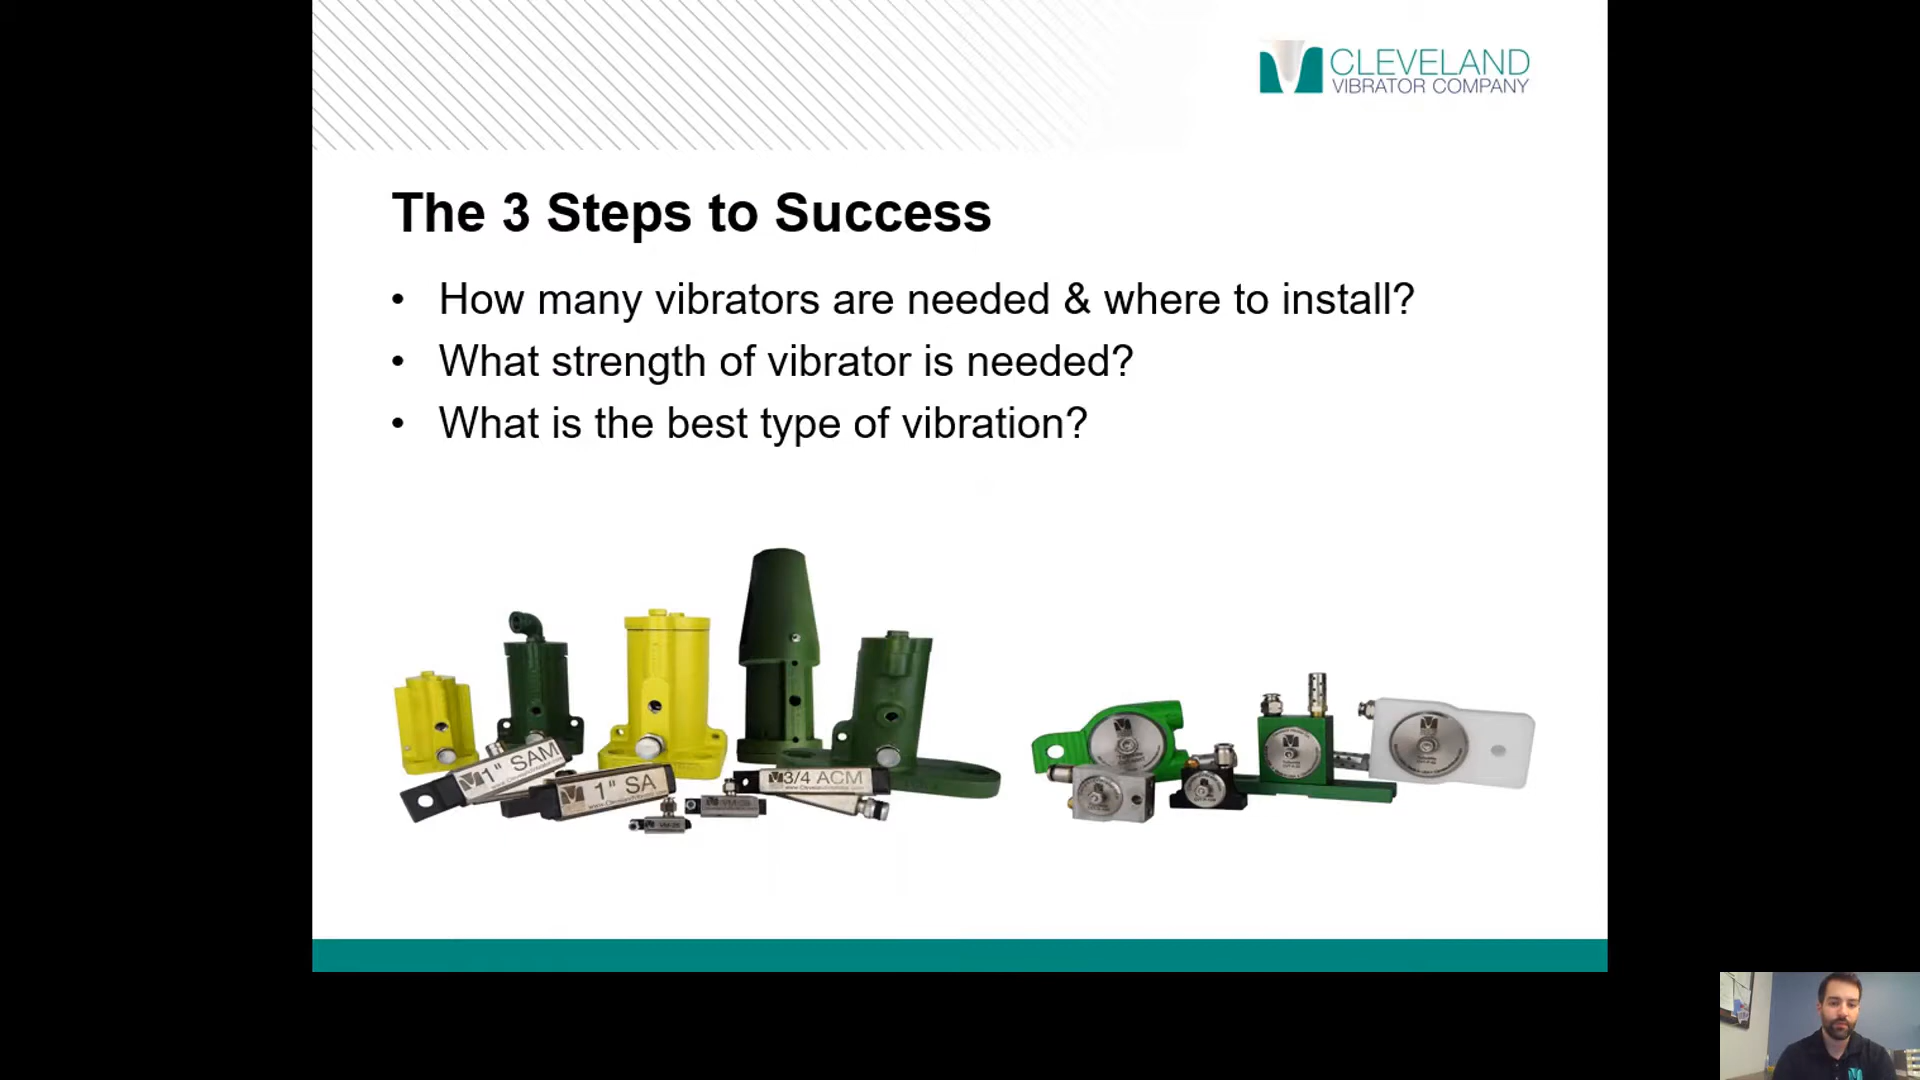 CLEVELAND
VIBRATOR COMPANY
The 3 Steps to Success
• How many vibrators are needed & where to install?
• What strength of vibrator is needed?
• What is the best type of vibration?
1" SAM
1" SA
3/4 ACM